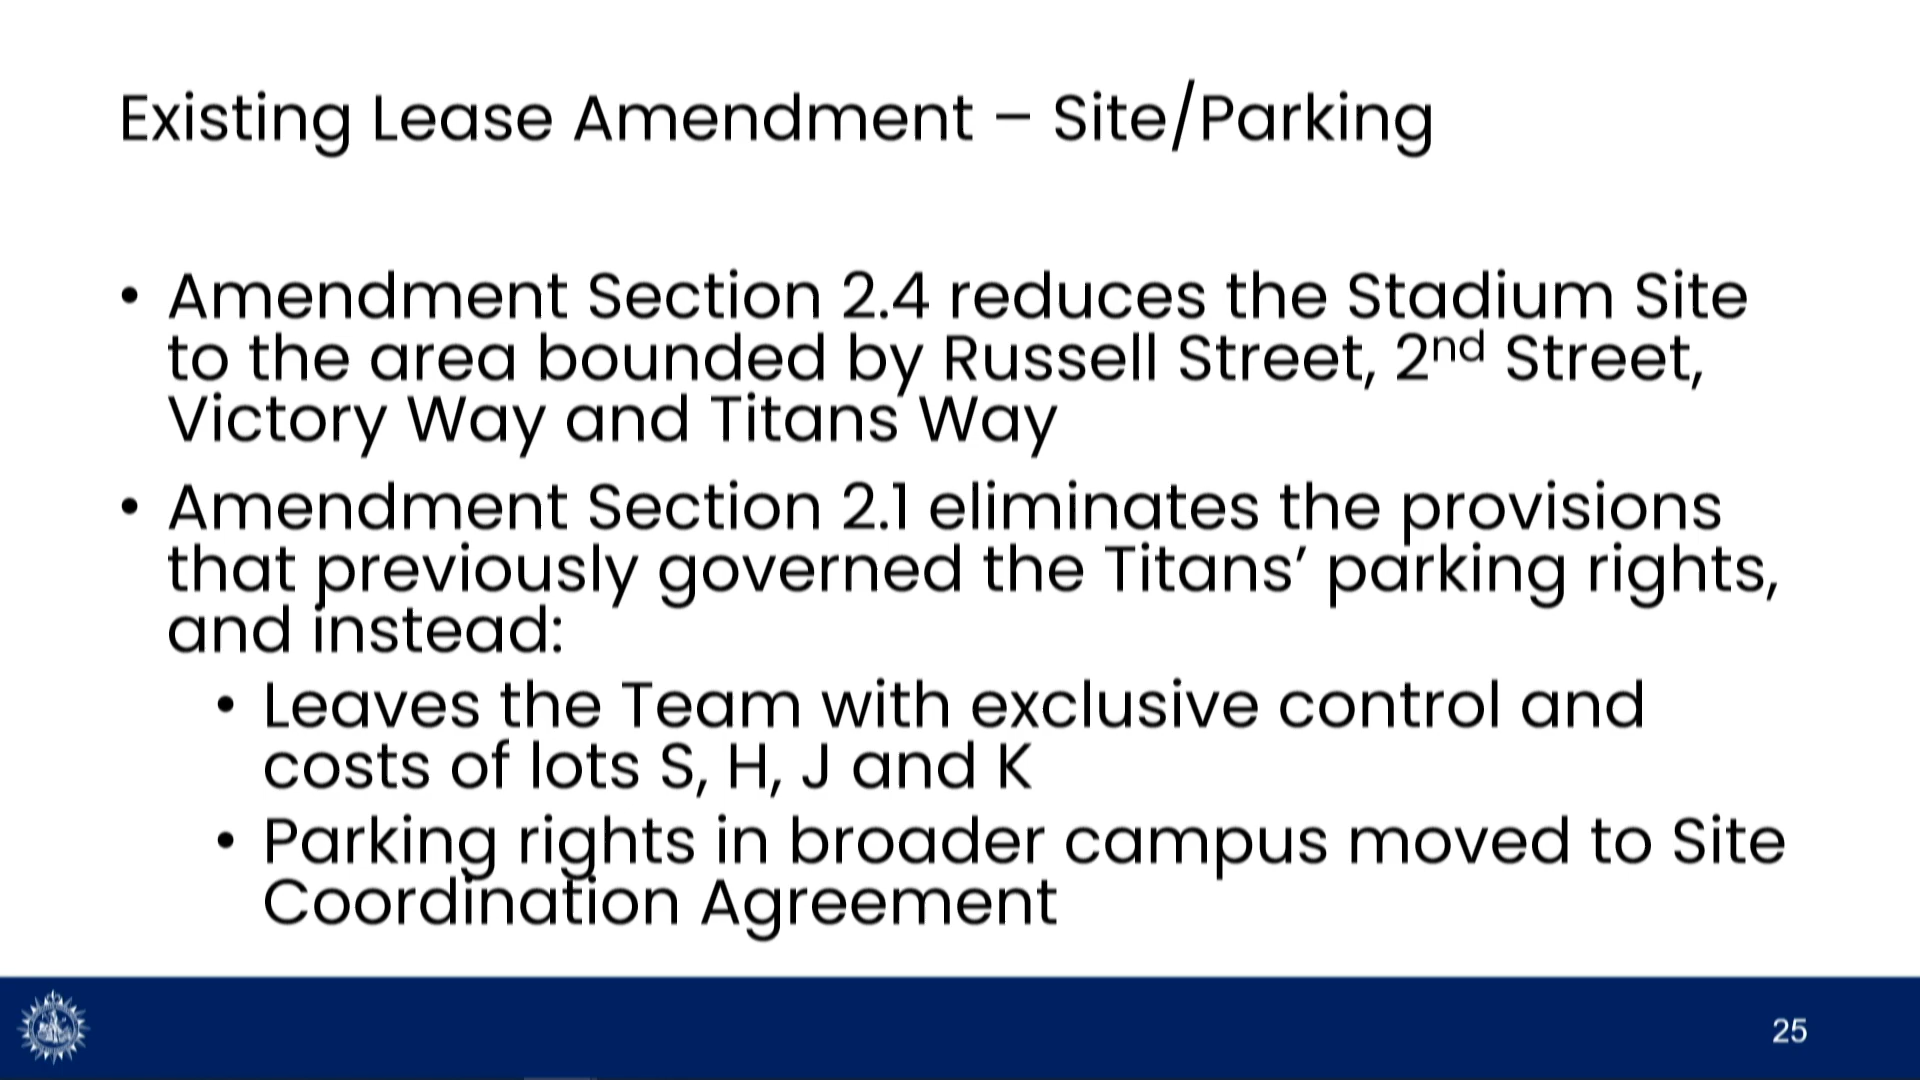 Existing Lease Amendment – Site/Parking
• Amendment Section 2.4 reduces the Stadium Site
to the area bounded by Russell Street, 2nd Street,
Victory Way and Titans Way
• Amendment Section 2.1 eliminates the provisions
that previously governed the Titans’ parking rights,
and instead:
• Leaves the Team with exclusive control and
costs of lots S, H, J and K
• Parking rights in broader campus moved to Site
Coordination Agreement
25